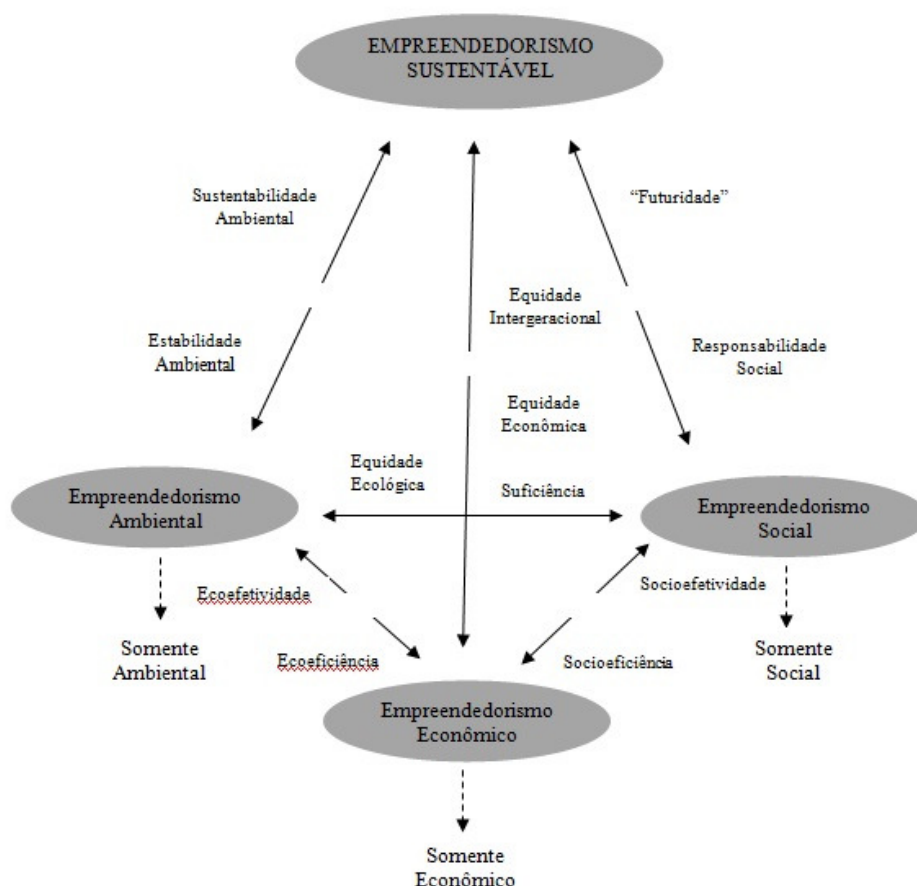 EMPREENDEDORISMO
SUSTENTÁVEL
Sustentabilidade
Ambiental
“Futuridade”
Equidade
Intergeracional
Estabilidade
Ambiental
Responsabilidade
Social
Equidade
Econômica
Equidade
Ecológica
Suficiência
Empreendedorismo
Ambiental
Empreendedorismo
Social
Ecoefetividade
Socioefetividade
Somente
Ambiental
Ecoeficiência
Socioeficiência
Somente
Social
Empreendedorismo
Econômico
Somente
Econômico